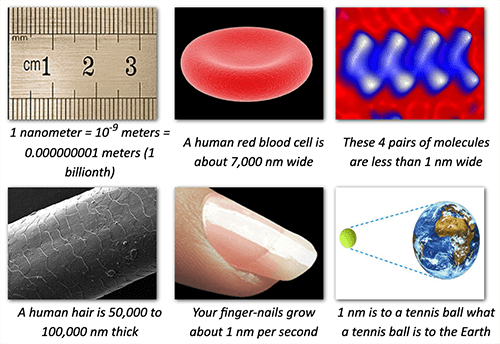 mm
cm 1 2 3
1 nanometer = 10⁻⁹ meters =
0.000000001 meters (1
billionth)
A human red blood cell is
about 7,000 nm wide
These 4 pairs of molecules
are less than 1 nm wide
A human hair is 50,000 to
100,000 nm thick
Your finger-nails grow
about 1 nm per second
1 nm is to a tennis ball what
a tennis ball is to the Earth